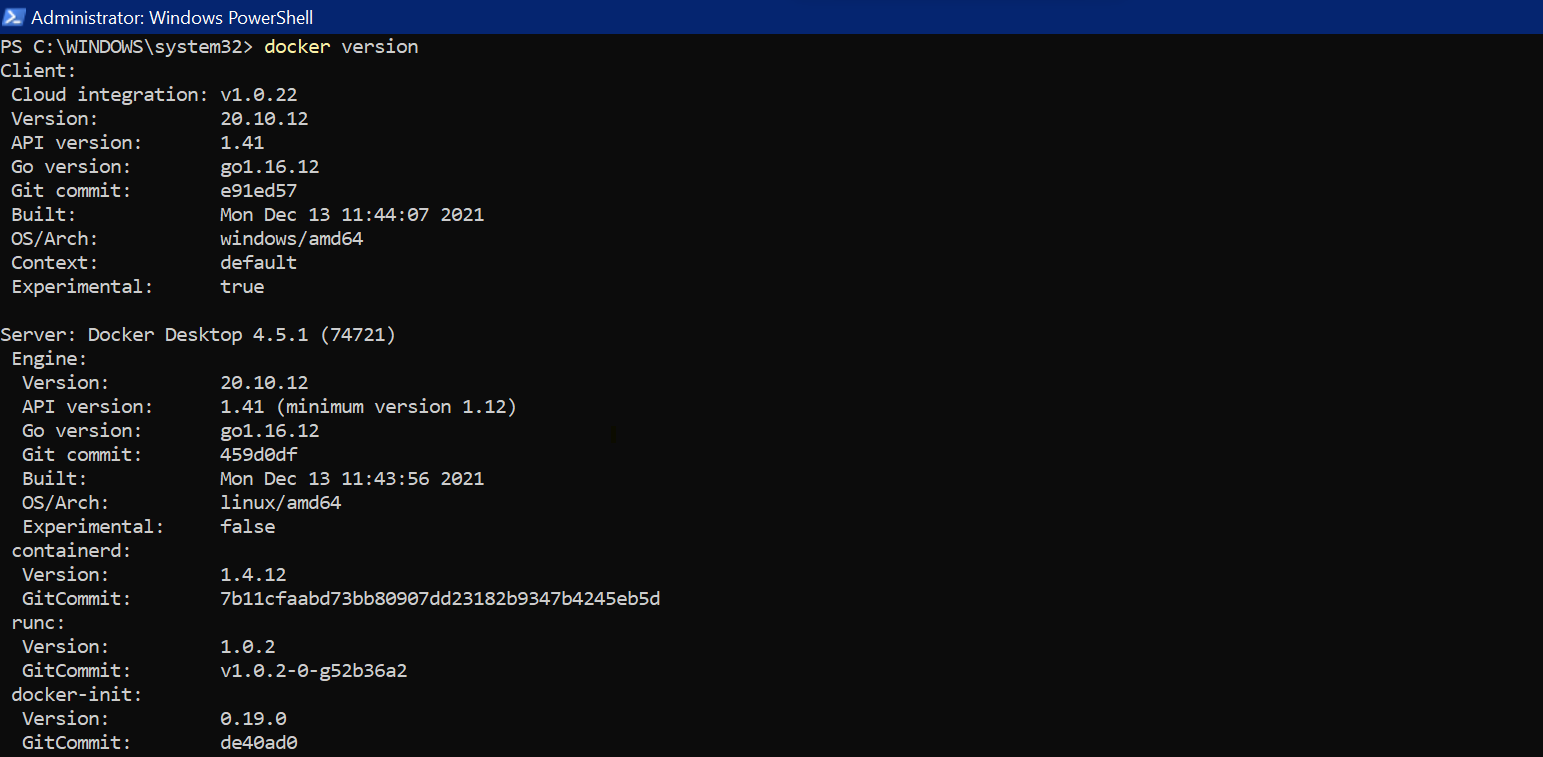 Administrator: Windows PowerShell
PS C:\WINDOWS\system32> docker version
Client:
 Cloud integration: v1.0.22
 Version:           20.10.12
 API version:       1.41
 Go version:        go1.16.12
 Git commit:        e91ed57
 Built:             Mon Dec 13 11:44:07 2021
 OS/Arch:           windows/amd64
 Context:           default
 Experimental:      true

Server: Docker Desktop 4.5.1 (74721)
 Engine:
  Version:          20.10.12
  API version:      1.41 (minimum version 1.12)
  Go version:       go1.16.12
  Git commit:       459d0df
  Built:            Mon Dec 13 11:43:56 2021
  OS/Arch:          linux/amd64
  Experimental:     false
 containerd:
  Version:          1.4.12
  GitCommit:        7b11cfaabd73bb80907dd23182b9347b4245eb5d
 runc:
  Version:          1.0.2
  GitCommit:        v1.0.2-0-g52b36a2
 docker-init:
  Version:          0.19.0
  GitCommit:        de40ad0